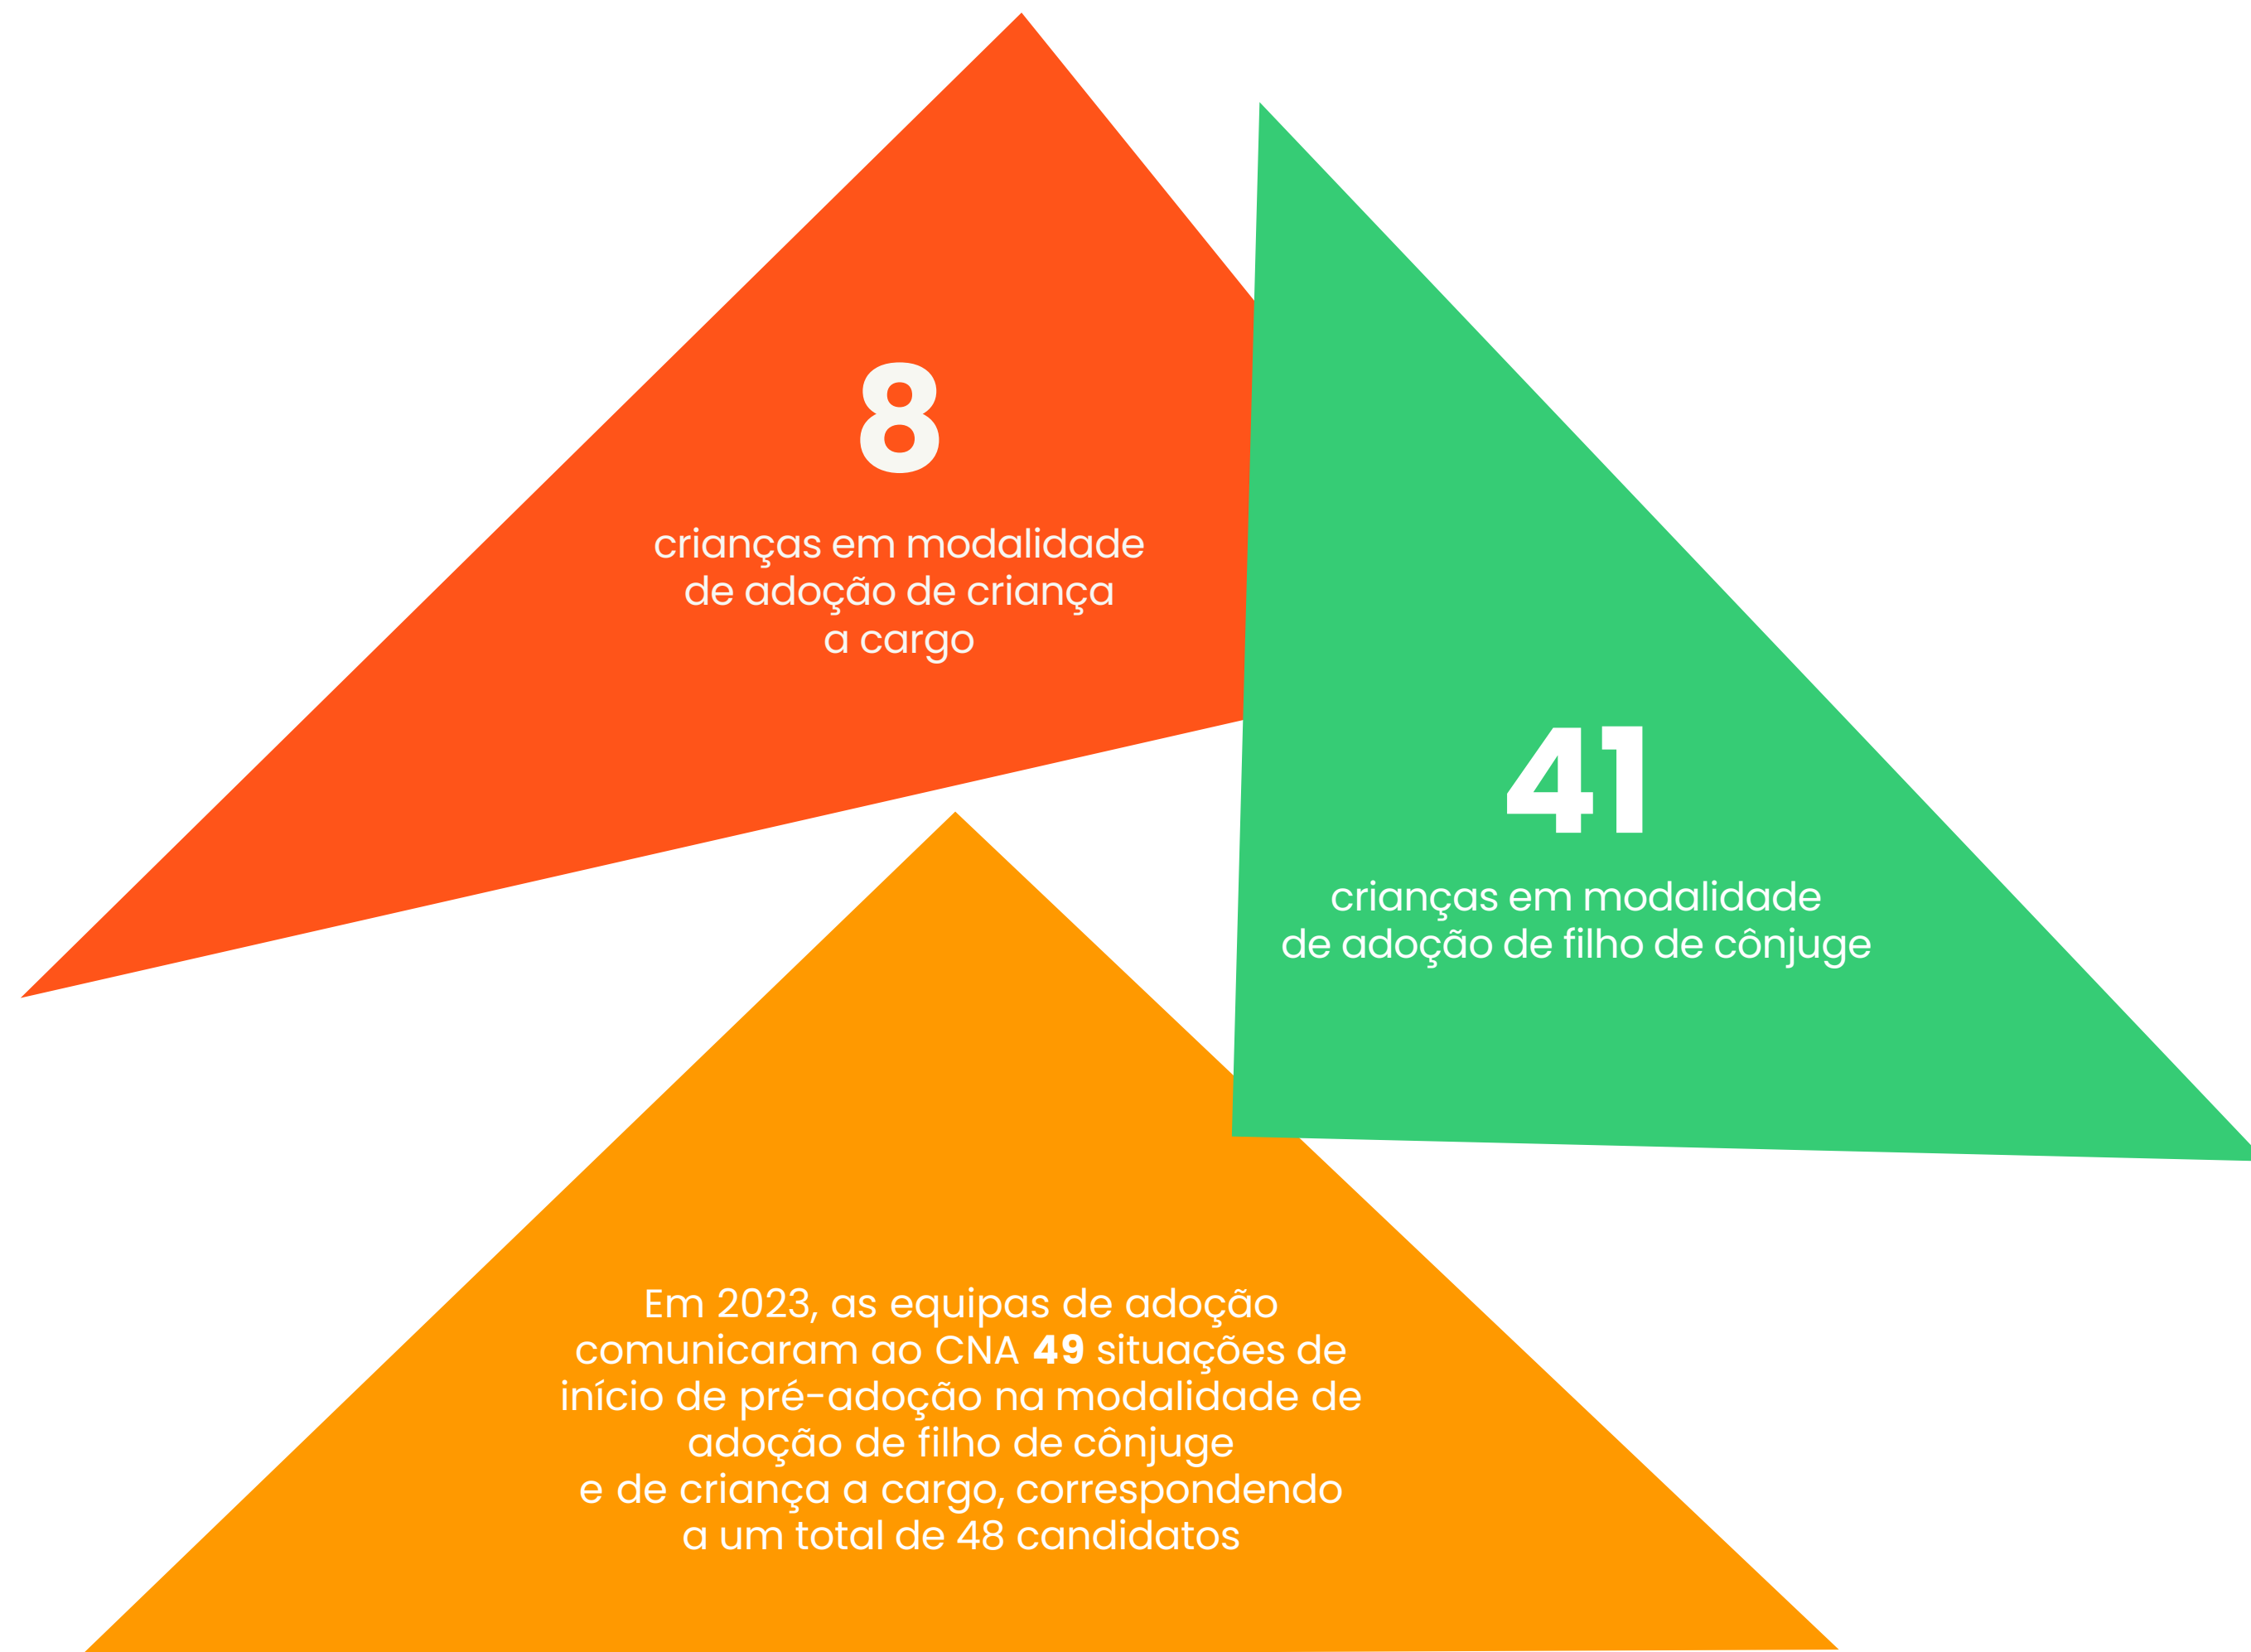 8
crianças em modalidade
de adoção de criança
a cargo
41
crianças em modalidade
de adoção de filho de cônjuge
Em 2023, as equipas de adoção
comunicaram ao CNA 49 situações de
início de pré-adoção na modalidade de
adoção de filho de cônjuge
e de criança a cargo, correspondendo
a um total de 48 candidatos